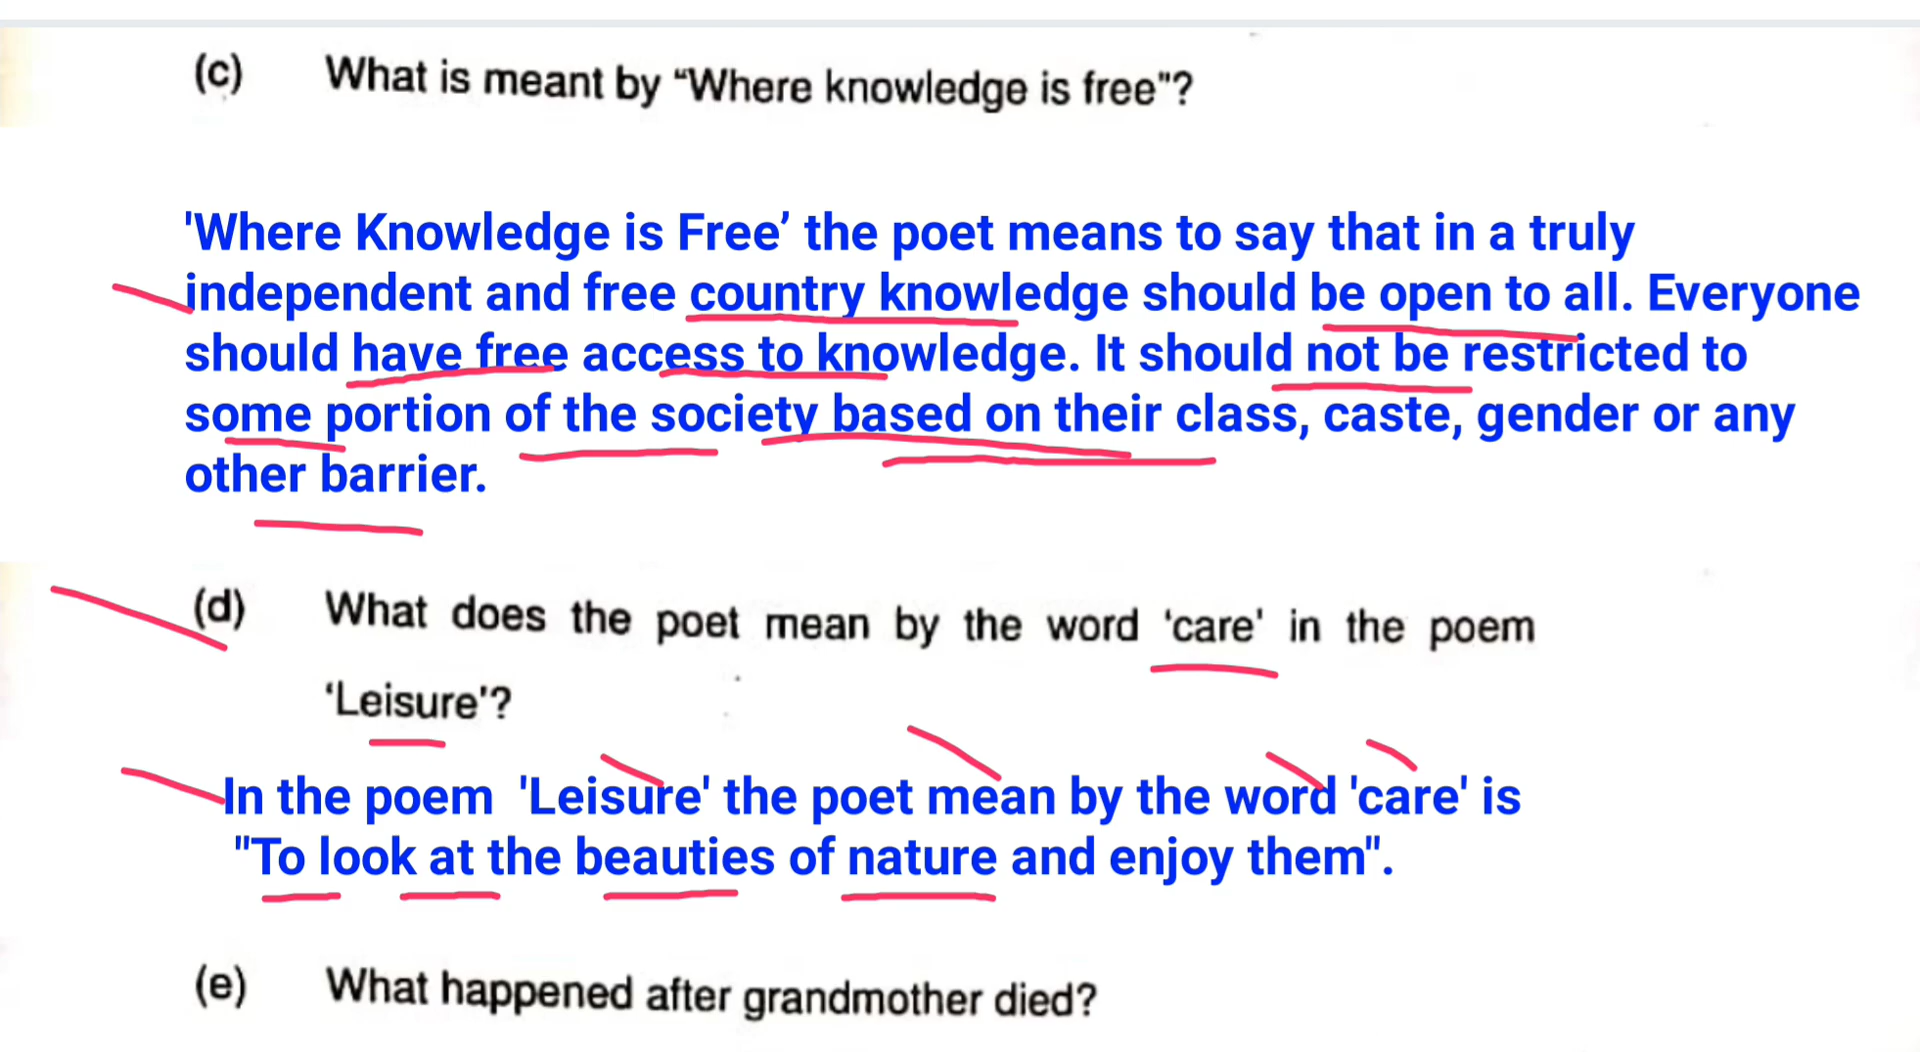 (c) What is meant by “Where knowledge is free"?
'Where Knowledge is Free’ the poet means to say that in a truly
independent and free country knowledge should be open to all. Everyone
should have free access to knowledge. It should not be restricted to
some portion of the society based on their class, caste, gender or any
other barrier.
(d) What does the poet mean by the word ‘care' in the poem
‘Leisure'?
In the poem 'Leisure' the poet mean by the word 'care' is
"To look at the beauties of nature and enjoy them".
(e) What happened after grandmother died?